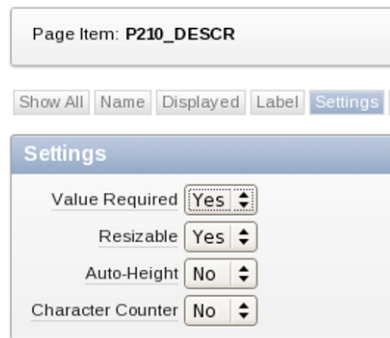 Page Item: P210_DESCR
Show All Name Displayed Label Settings
Settings
Value Required Yes
Resizable Yes
Auto-Height No
Character Counter No